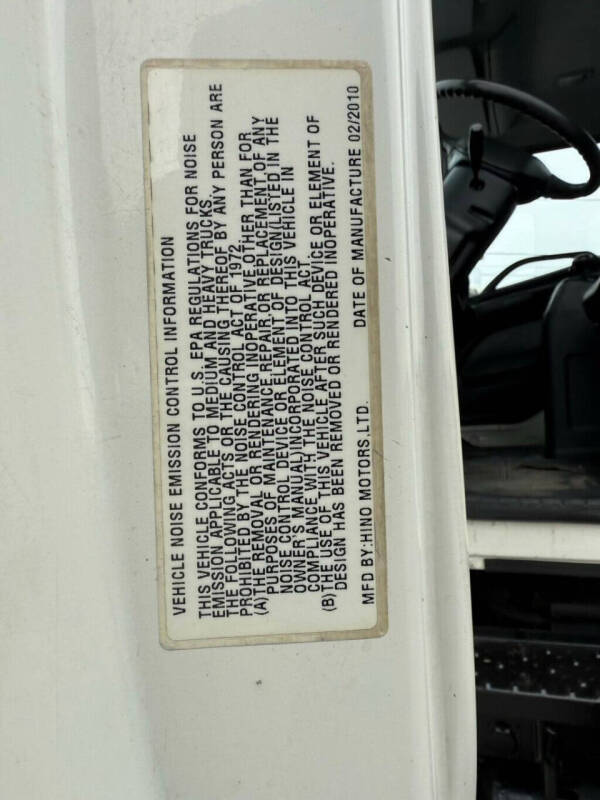 VEHICLE NOISE EMISSION CONTROL INFORMATION
THIS VEHICLE CONFORMS TO U.S. EPA REGULATIONS FOR NOISE
EMISSION APPLICABLE TO MEDIUM AND HEAVY TRUCKS.
THE FOLLOWING ACTS OR THE CAUSING THEREOF BY ANY PERSON ARE
PROHIBITED BY THE NOISE CONTROL ACT OF 1972.
(A) THE REMOVAL OR RENDERING INOPERATIVE, OTHER THAN FOR
PURPOSES OF MAINTENANCE, REPAIR, OR REPLACEMENT, OF ANY
NOISE CONTROL DEVICE OR ELEMENT OF DESIGN (LISTED IN THE
OWNER'S MANUAL) INCORPORATED INTO THIS VEHICLE IN
COMPLIANCE WITH THE NOISE CONTROL ACT.
(B) THE USE OF THIS VEHICLE AFTER SUCH DEVICE OR ELEMENT OF
DESIGN HAS BEEN REMOVED OR RENDERED INOPERATIVE.
MFD BY:HINO MOTORS,LTD. DATE OF MANUFACTURE 02/2010